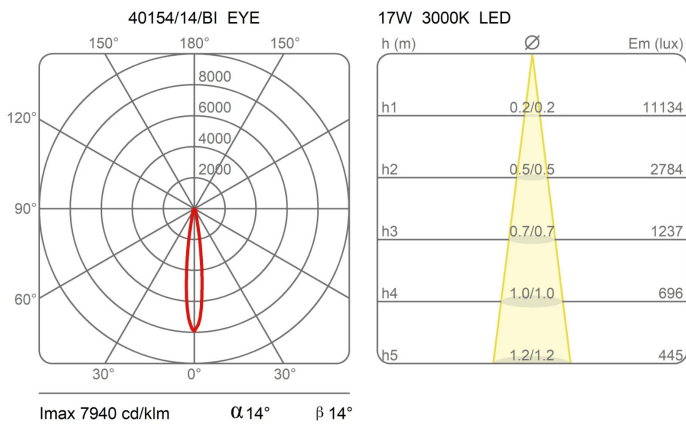 40154/14/BI EYE
150° 180° 150°
8000
6000
4000
2000
120°
90°
60°
30° 0° 30°
Imax 7940 cd/klm α 14° β 14°
17W 3000K LED
h (m) Ø Em (lux)
h1 0.2/0.2 11134
h2 0.5/0.5 2784
h3 0.7/0.7 1237
h4 1.0/1.0 696
h5 1.2/1.2 445